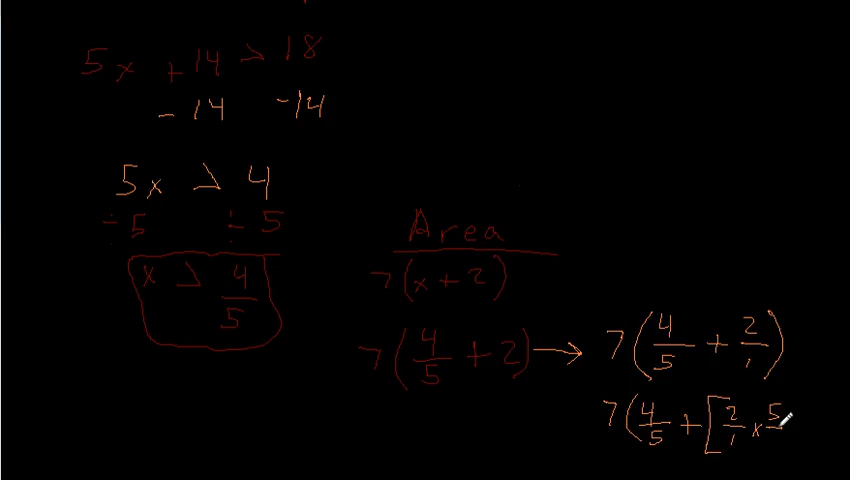 5x + 14 > 18
- 14 -14
5x > 4
÷ 5 ÷ 5
x > 4/5
Area
7(x + 2)
7(4/5 + 2) → 7(4/5 + 2/1)
7(4/5 + [2/1 x 5